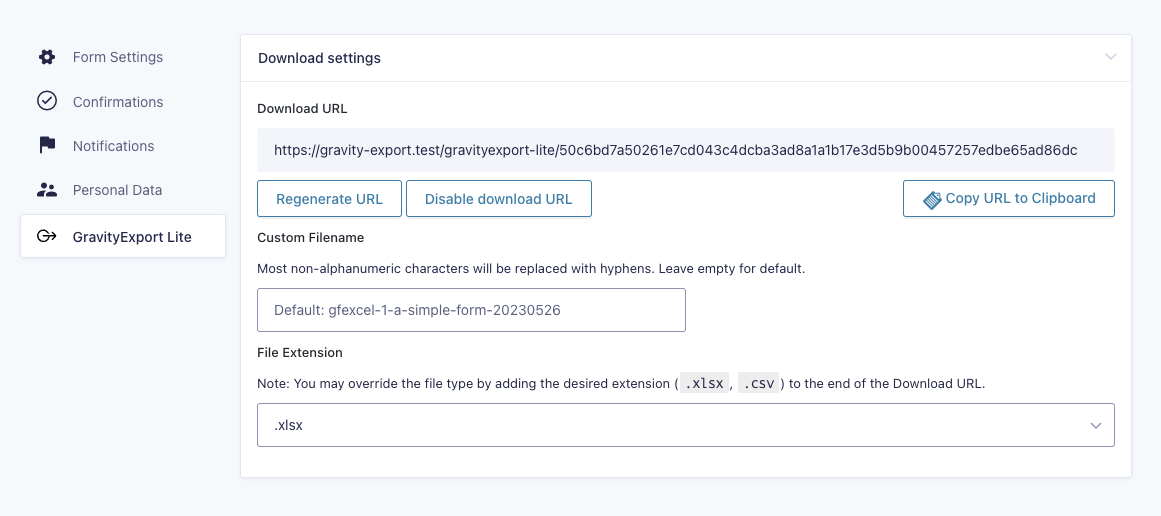 Form Settings
Confirmations
Notifications
Personal Data
GravityExport Lite
Download settings
Download URL
https://gravity-export.test/gravityexport-lite/50c6bd7a50261e7cd043c4dcba3ad8a1a1b17e3d5b9b00457257edbe65ad86dc
Regenerate URL Disable download URL Copy URL to Clipboard
Custom Filename
Most non-alphanumeric characters will be replaced with hyphens. Leave empty for default.
Default: gfexcel-1-a-simple-form-20230526
File Extension
Note: You may override the file type by adding the desired extension ( .xlsx , .csv ) to the end of the Download URL.
.xlsx